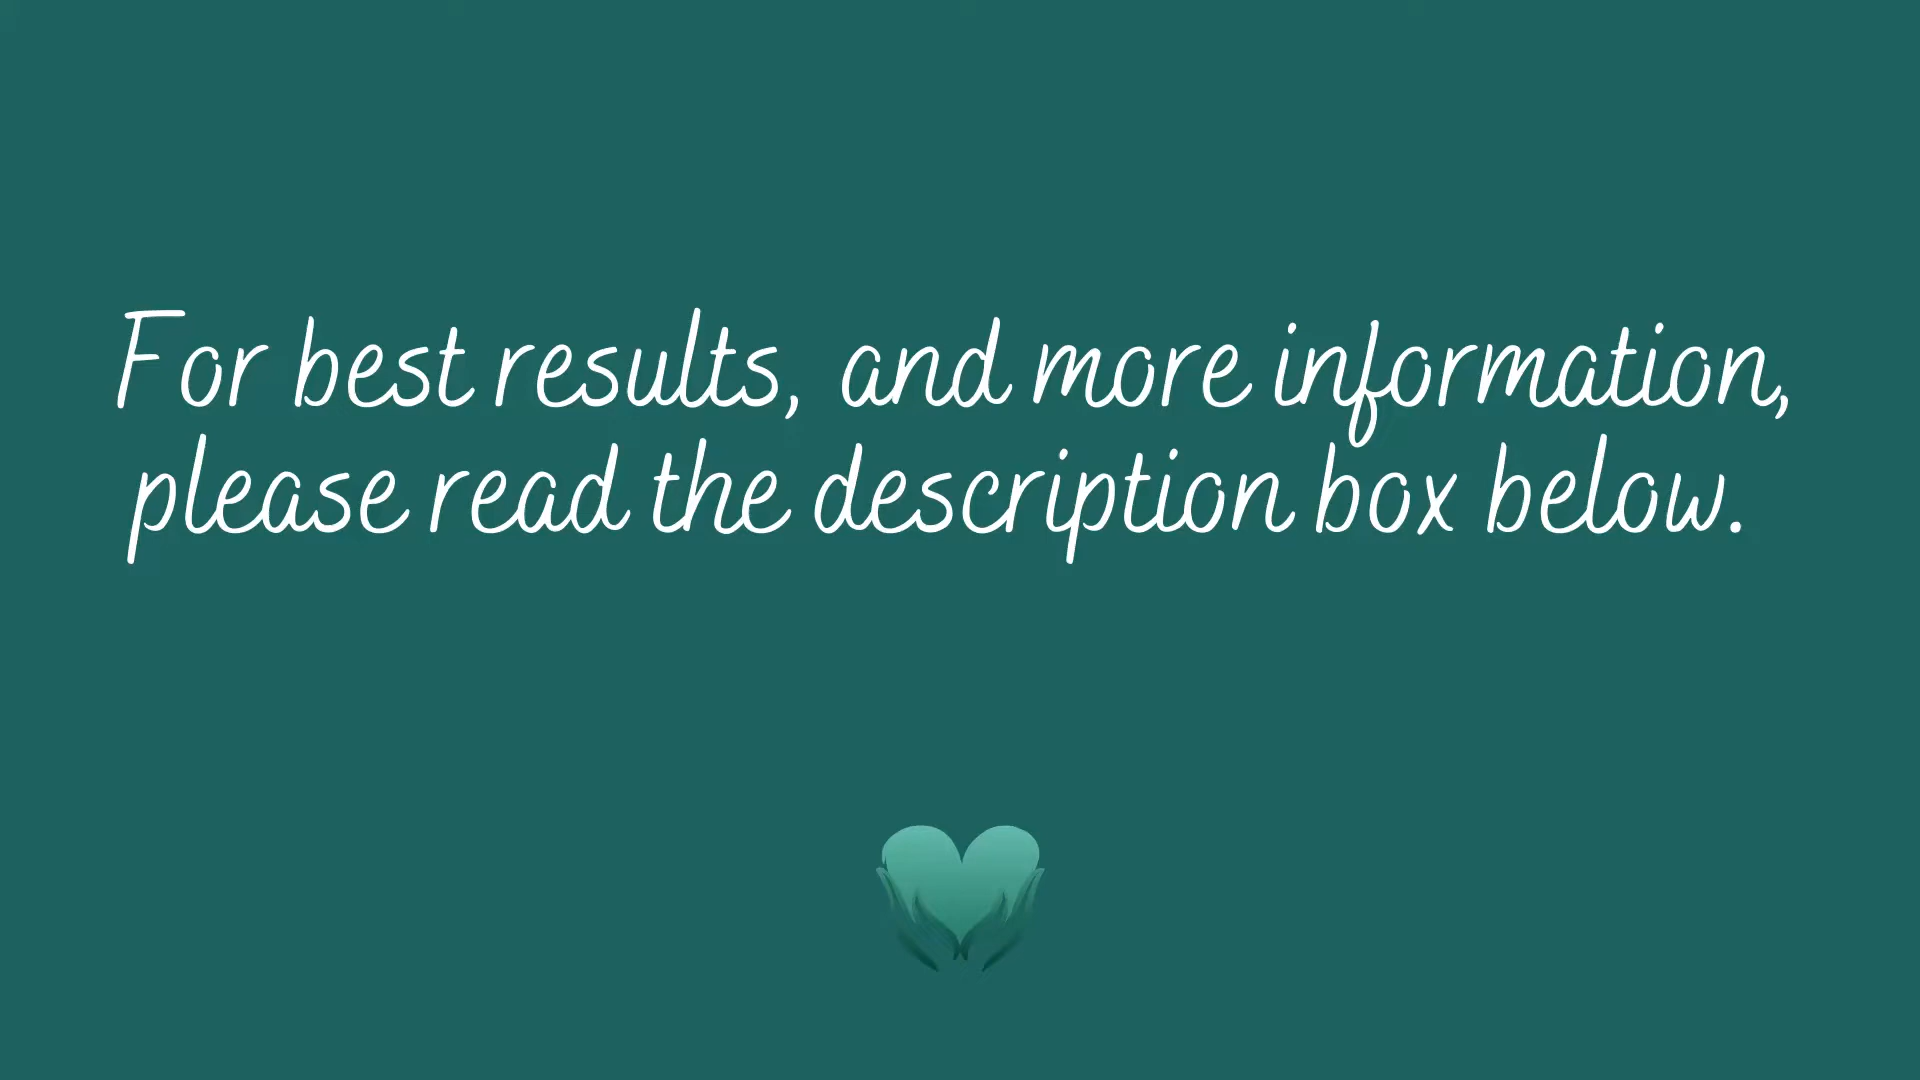 For best results, and more information,
please read the description box below.